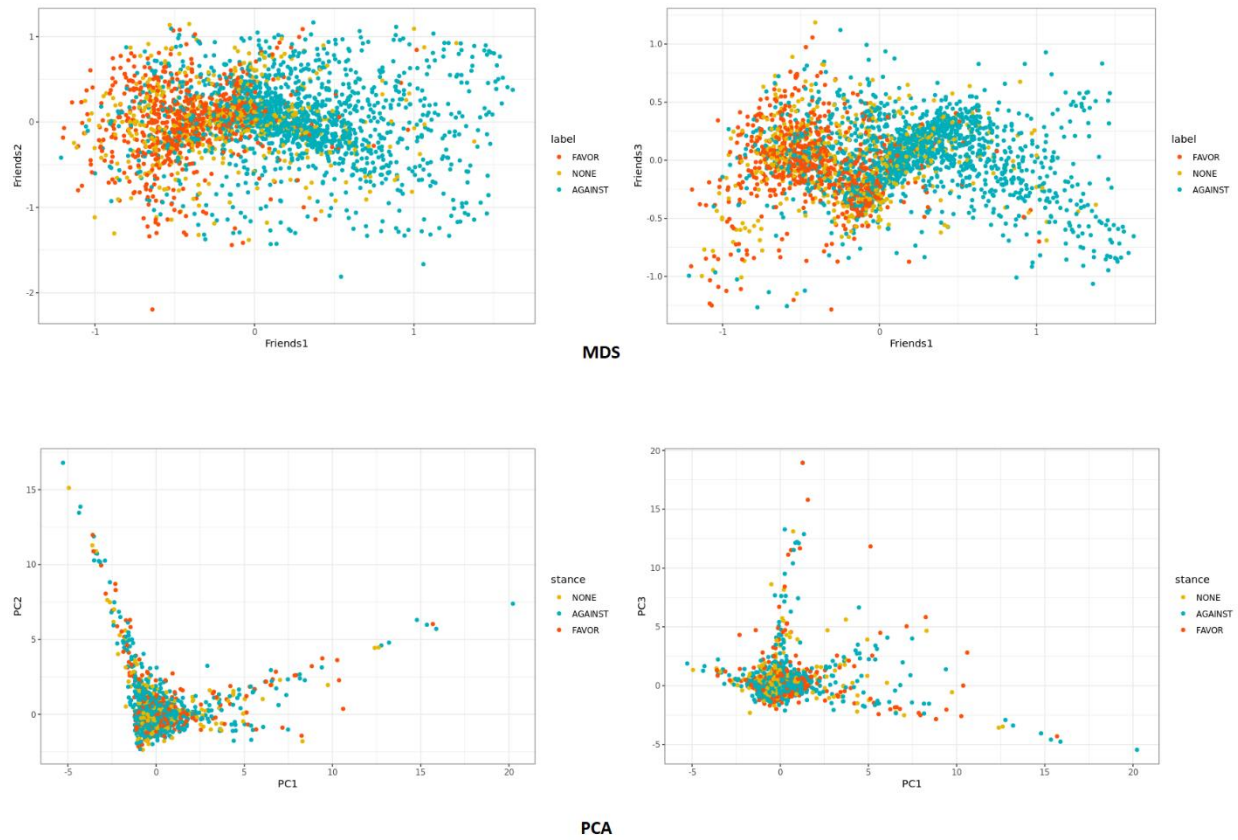 1
0
-1
-2
Friends2
-1
0
1
Friends1
label
FAVOR
NONE
AGAINST
1.0
0.5
0.0
-0.5
-1.0
Friends3
-1
0
1
Friends1
label
FAVOR
NONE
AGAINST
MDS
15
10
5
0
PC2
-5
0
5
10
15
20
PC1
stance
NONE
AGAINST
FAVOR
20
15
10
5
0
-5
PC3
-5
0
5
10
15
20
PC1
stance
NONE
AGAINST
FAVOR
PCA